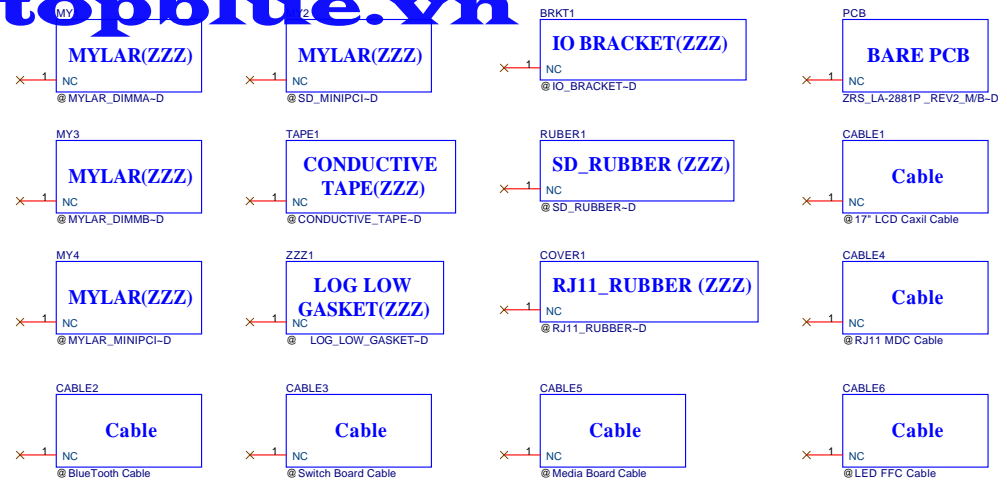 topblue.vn
MY
MYLAR(ZZZ)
1
NC
@ MYLAR_DIMMA~D
MY2
MYLAR(ZZZ)
1
NC
@ SD_MINIPCI~D
BRKT1
IO BRACKET(ZZZ)
1
NC
@ IO_BRACKET~D
PCB
BARE PCB
1
NC
ZRS_LA-2881P _REV2_M/B~D
MY3
MYLAR(ZZZ)
1
NC
@ MYLAR_DIMMB~D
TAPE1
CONDUCTIVE
TAPE(ZZZ)
1
NC
@ CONDUCTIVE_TAPE~D
RUBER1
SD_RUBBER (ZZZ)
1
NC
@ SD_RUBBER~D
CABLE1
Cable
1
NC
@ 17" LCD Caxil Cable
MY4
MYLAR(ZZZ)
1
NC
@ MYLAR_MINIPCI~D
ZZZ1
LOG LOW
GASKET(ZZZ)
1
NC
@ LOG_LOW_GASKET~D
COVER1
RJ11_RUBBER (ZZZ)
1
NC
@ RJ11_RUBBER~D
CABLE4
Cable
1
NC
@ RJ11 MDC Cable
CABLE2
Cable
1
NC
@ BlueTooth Cable
CABLE3
Cable
1
NC
@ Switch Board Cable
CABLE5
Cable
1
NC
@ Media Board Cable
CABLE6
Cable
1
NC
@ LED FFC Cable